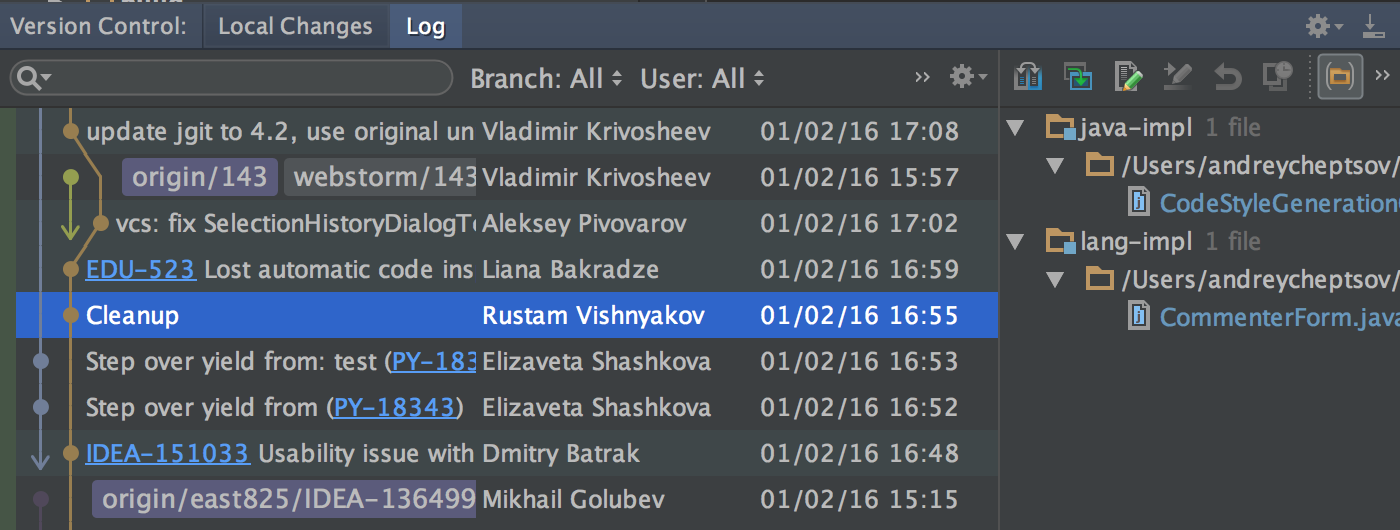 Version Control: Local Changes Log
Branch: All User: All
update jgit to 4.2, use original un Vladimir Krivosheev 01/02/16 17:08
origin/143 webstorm/143 Vladimir Krivosheev 01/02/16 15:57
vcs: fix SelectionHistoryDialogT Aleksey Pivovarov 01/02/16 17:02
EDU-523 Lost automatic code ins Liana Bakradze 01/02/16 16:59
Cleanup Rustam Vishnyakov 01/02/16 16:55
Step over yield from: test (PY-183 Elizaveta Shashkova 01/02/16 16:53
Step over yield from (PY-18343) Elizaveta Shashkova 01/02/16 16:52
IDEA-151033 Usability issue with Dmitry Batrak 01/02/16 16:48
origin/east825/IDEA-136499 Mikhail Golubev 01/02/16 15:15
java-impl 1 file
/Users/andreycheptsov/
CodeStyleGeneration
lang-impl 1 file
/Users/andreycheptsov/
CommenterForm.java